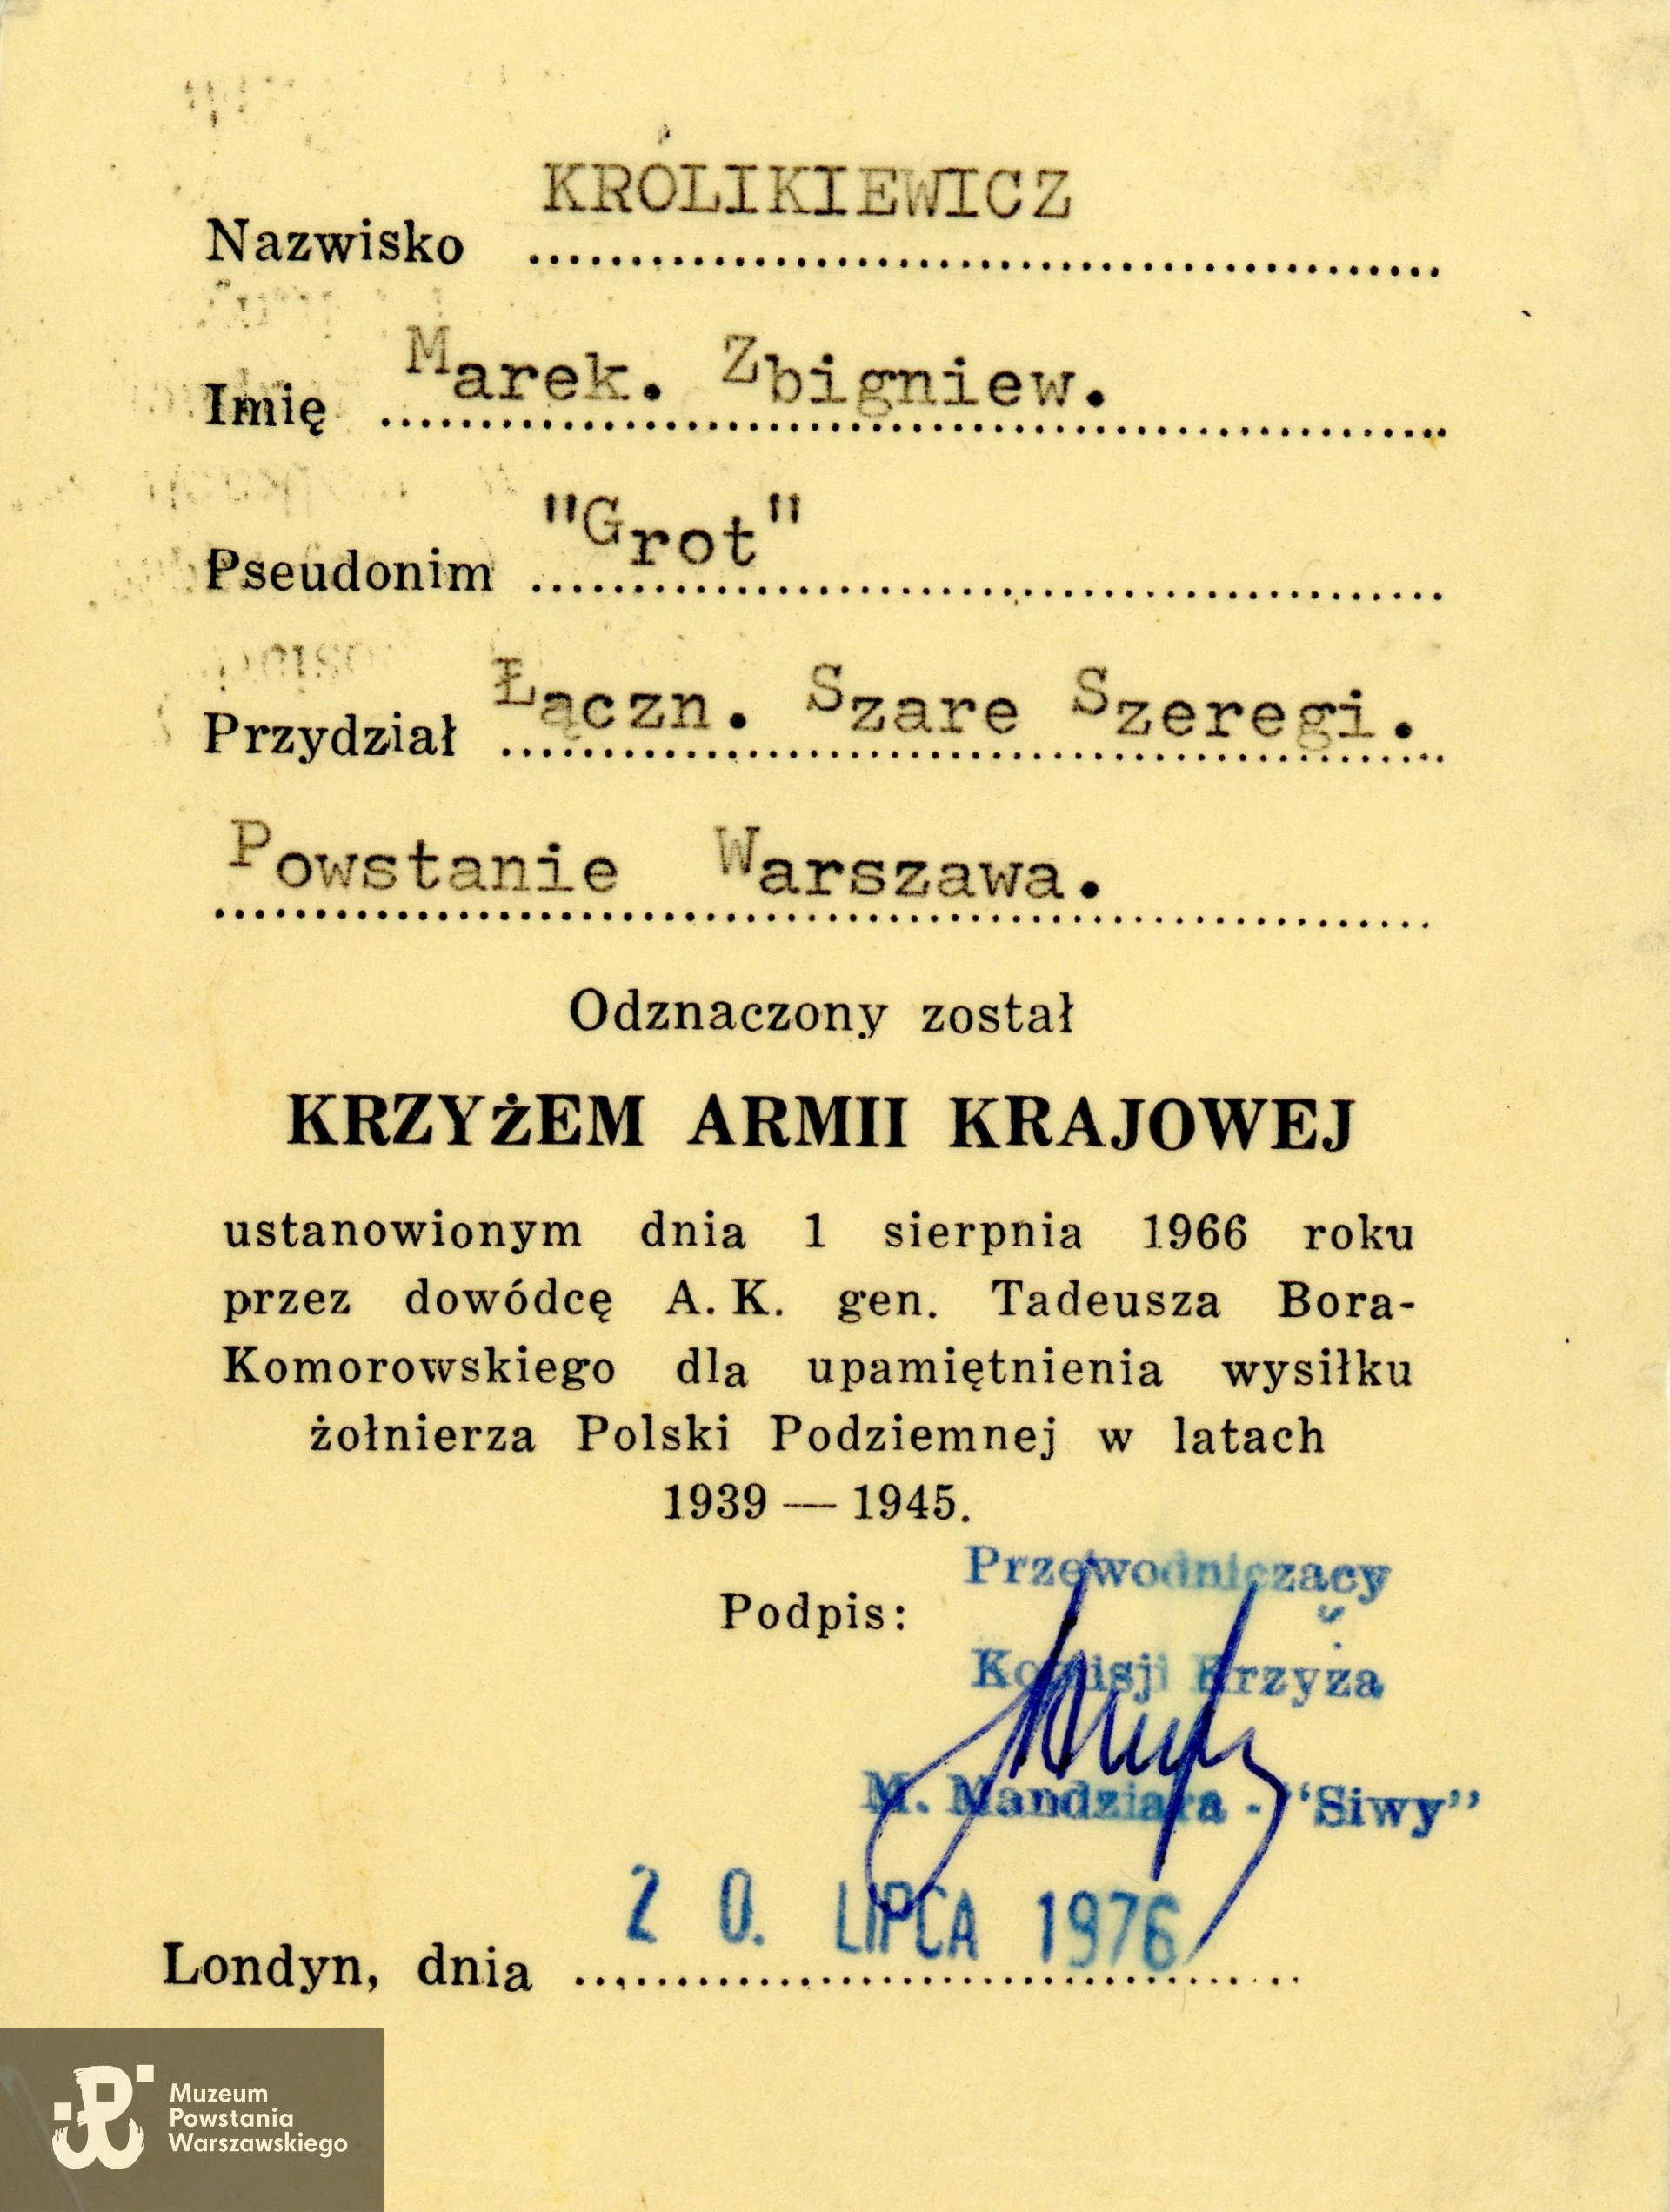 KRÓLIKIEWICZ
Nazwisko ........................................
Marek. Zbigniew.
Imię ........................................
"Grot"
Pseudonim ........................................
Łączn. Szare Szeregi.
Przydział ........................................
Powstanie Warszawa.
........................................
Odznaczony został
KRZYżEM ARMII KRAJOWEJ
ustanowionym dnia 1 sierpnia 1966 roku
przez dowódcę A. K. gen. Tadeusza Bora-
Komorowskiego dla upamiętnienia wysiłku
żołnierza Polski Podziemnej w latach
1939 — 1945.
Przewodniczący
Podpis:
Komisji Krzyża
M. Mandziara - "Siwy"
2 0. LIPCA 1976
Londyn, dnia ........................................
Muzeum
Powstania
Warszawskiego